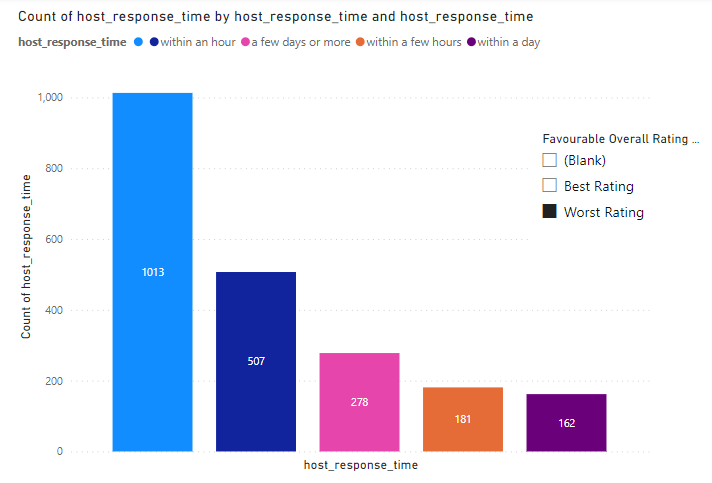 Count of host_response_time by host_response_time and host_response_time
host_response_time within an hour a few days or more within a few hours within a day
1,000
800
600
400
200
0
Count of host_response_time
1013
507
278
181
162
host_response_time
Favourable Overall Rating ...
(Blank)
Best Rating
Worst Rating